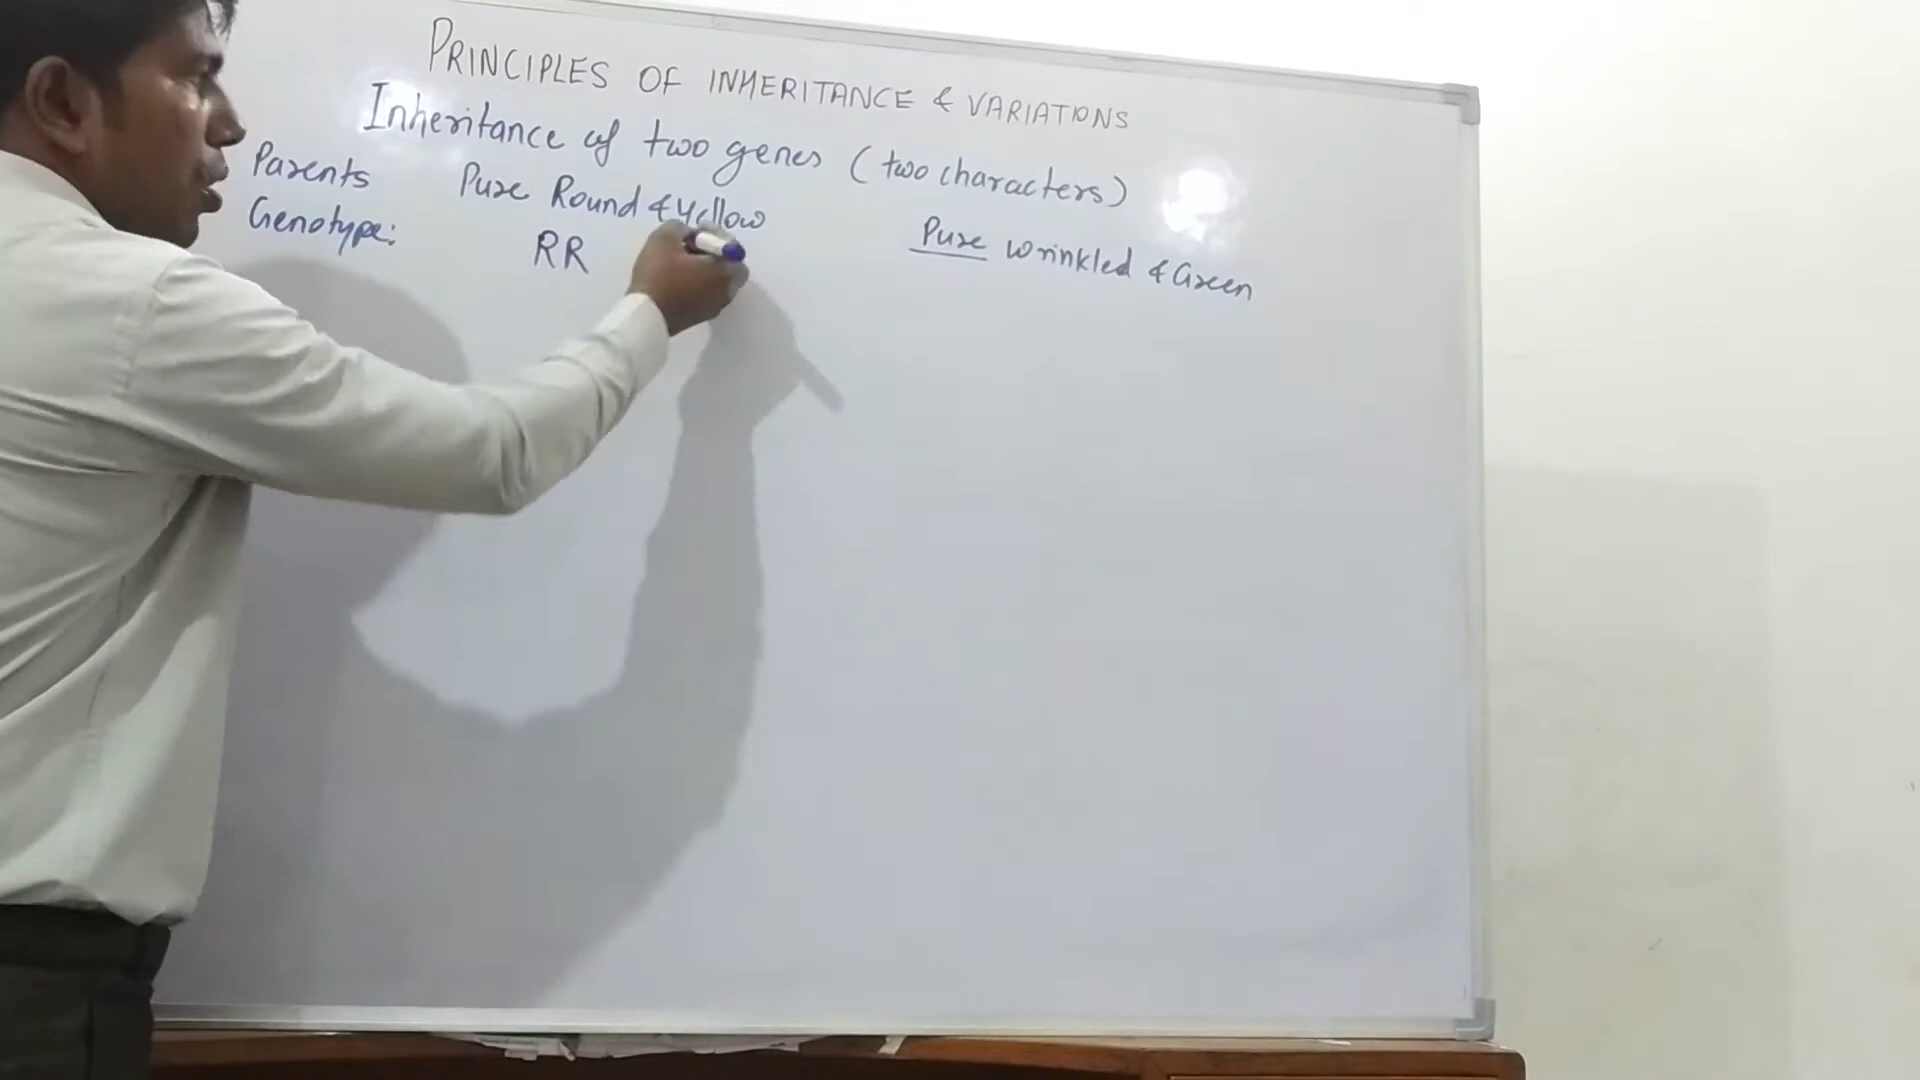 PRINCIPLES OF INHERITANCE & VARIATIONS
Inheritance of two genes (two characters)
Parents Pure Round & Yellow Pure wrinkled & Green
Genotype: RR